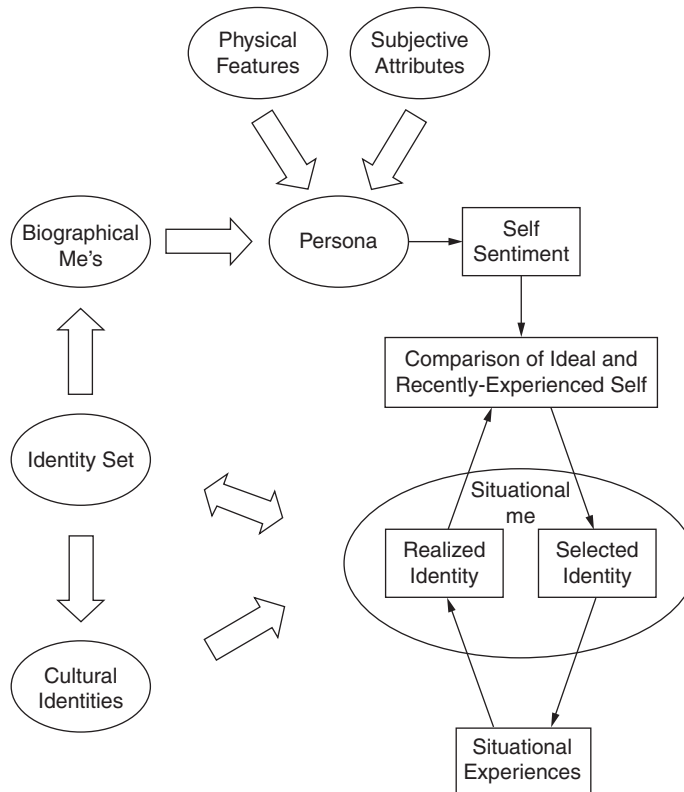 Physical
Features
Subjective
Attributes
Biographical
Me's
Persona
Self
Sentiment
Comparison of Ideal and
Recently-Experienced Self
Identity Set
Situational
me
Realized
Identity
Selected
Identity
Cultural
Identities
Situational
Experiences